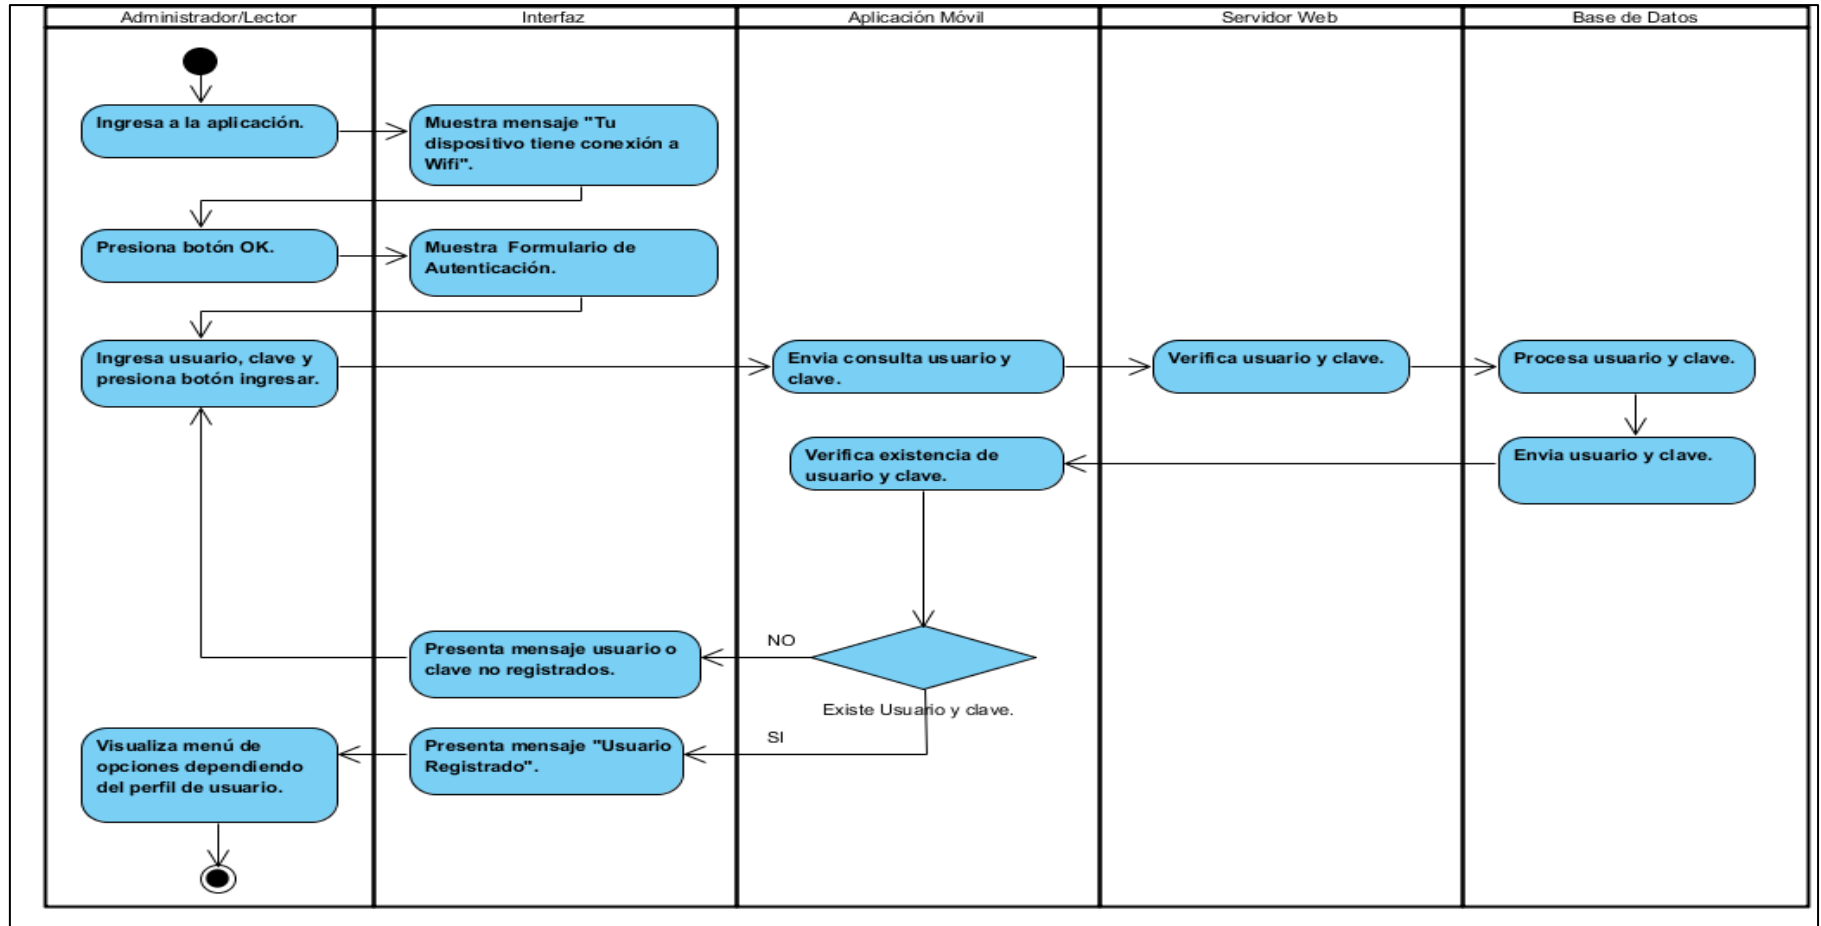 Administrador/Lector
Interfaz
Aplicación Móvil
Servidor Web
Base de Datos
Ingresa a la aplicación.
Muestra mensaje "Tu
dispositivo tiene conexión a
Wifi".
Presiona botón OK.
Muestra Formulario de
Autenticación.
Ingresa usuario, clave y
presiona botón ingresar.
Envia consulta usuario y
clave.
Verifica usuario y clave.
Procesa usuario y clave.
Verifica existencia de
usuario y clave.
Envia usuario y clave.
NO
Presenta mensaje usuario o
clave no registrados.
Existe Usuario y clave.
SI
Presenta mensaje "Usuario
Registrado".
Visualiza menú de
opciones dependiendo
del perfil de usuario.